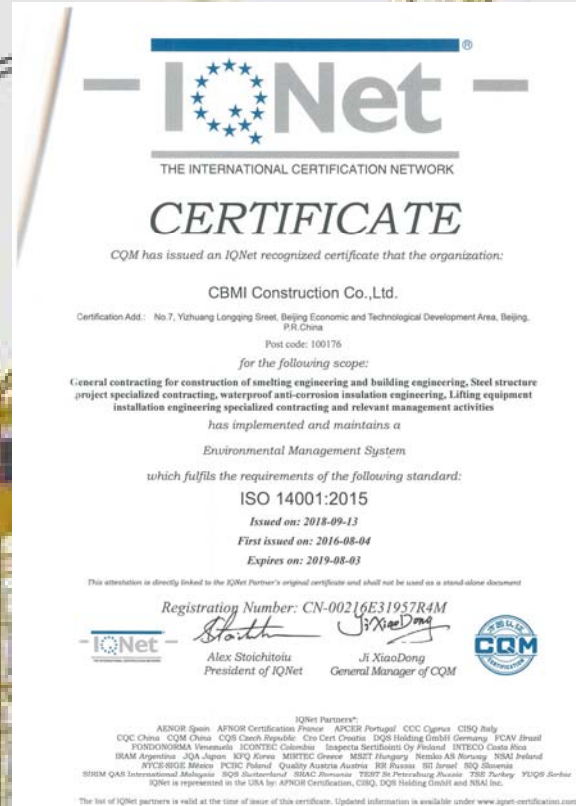 IQNet ®
THE INTERNATIONAL CERTIFICATION NETWORK
CERTIFICATE
CQM has issued an IQNet recognized certificate that the organization:
CBMI Construction Co.,Ltd.
Certification Add.: No.7, Yizhuang Longqing Sreet, Beijing Economic and Technological Development Area, Beijing,
P.R.China
Post code: 100176
for the following scope:
General contracting for construction of smelting engineering and building engineering, Steel structure
project specialized contracting, waterproof anti-corrosion insulation engineering, Lifting equipment
installation engineering specialized contracting and relevant management activities
has implemented and maintains a
Environmental Management System
which fulfils the requirements of the following standard:
ISO 14001:2015
Issued on: 2018-09-13
First issued on: 2016-08-04
Expires on: 2019-08-03
This attestation is directly linked to the IQNet Partner's original certificate and shall not be used as a stand-alone document
Registration Number: CN-00216E31957R4M
IQNet
Ji XiaoDong
CQM
CERTIFICATION
Alex Stoichitoiu
President of IQNet
Ji XiaoDong
General Manager of CQM
IQNet Partners*:
AENOR Spain AFNOR Certification France APCER Portugal CCC Cyprus CISQ Italy
CQC China CQM China CQS Czech Republic Cro Cert Croatia DQS Holding GmbH Germany FCAV Brazil
FONDONORMA Venezuela ICONTEC Colombia Inspecta Sertifiointi Oy Finland INTECO Costa Rica
IRAM Argentina JQA Japan KFQ Korea MIRTEC Greece MSZT Hungary Nemko AS Norway NSAI Ireland
NYCE-SIGE México PCBC Poland Quality Austria Austria RR Russia SII Israel SIQ Slovenia
SIRIM QAS International Malaysia SQS Switzerland SRAC Romania TEST St Petersburg Russia TSE Turkey YUQS Serbia
IQNet is represented in the USA by: AFNOR Certification, CISQ, DQS Holding GmbH and NSAI Inc.
The list of IQNet partners is valid at the time of issue of this certificate. Updated information is available under www.iqnet-certification.com